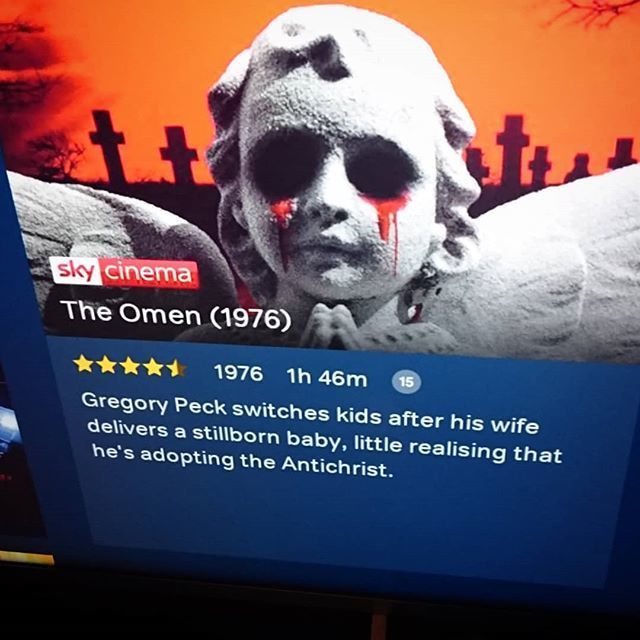 sky cinema
The Omen (1976)
1976 1h 46m 15
Gregory Peck switches kids after his wife
delivers a stillborn baby, little realising that
he's adopting the Antichrist.